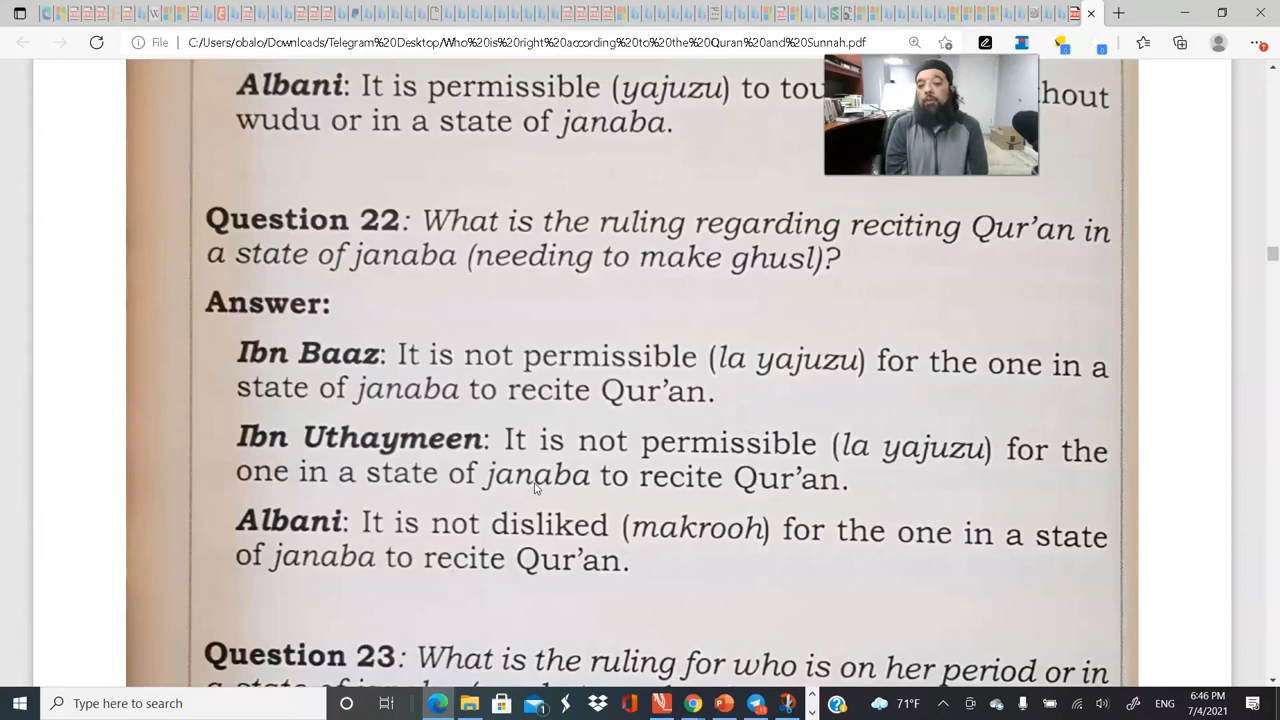 File
C:/Users/obalo/Downloads/Telegram%20Desktop/Who%20is%20right%20according%20to%20the%20Quran%20and%20Sunnah.pdf
Albani: It is permissible (yajuzu) to
wudu or in a state of janaba.
Question 22: What is the ruling regarding reciting Qur'an in
a state of janaba (needing to make ghusl)?
Answer:
Ibn Baaz: It is not permissible (la yajuzu) for the one in a
state of janaba to recite Qur'an.
Ibn Uthaymeen: It is not permissible (la yajuzu) for the
one in a state of janaba to recite Qur'an.
Albani: It is not disliked (makrooh) for the one in a state
of janaba to recite Qur'an.
Question 23: What is the ruling for who is on her period or in
Type here to search
71°F
ENG
6:46 PM
7/4/2021